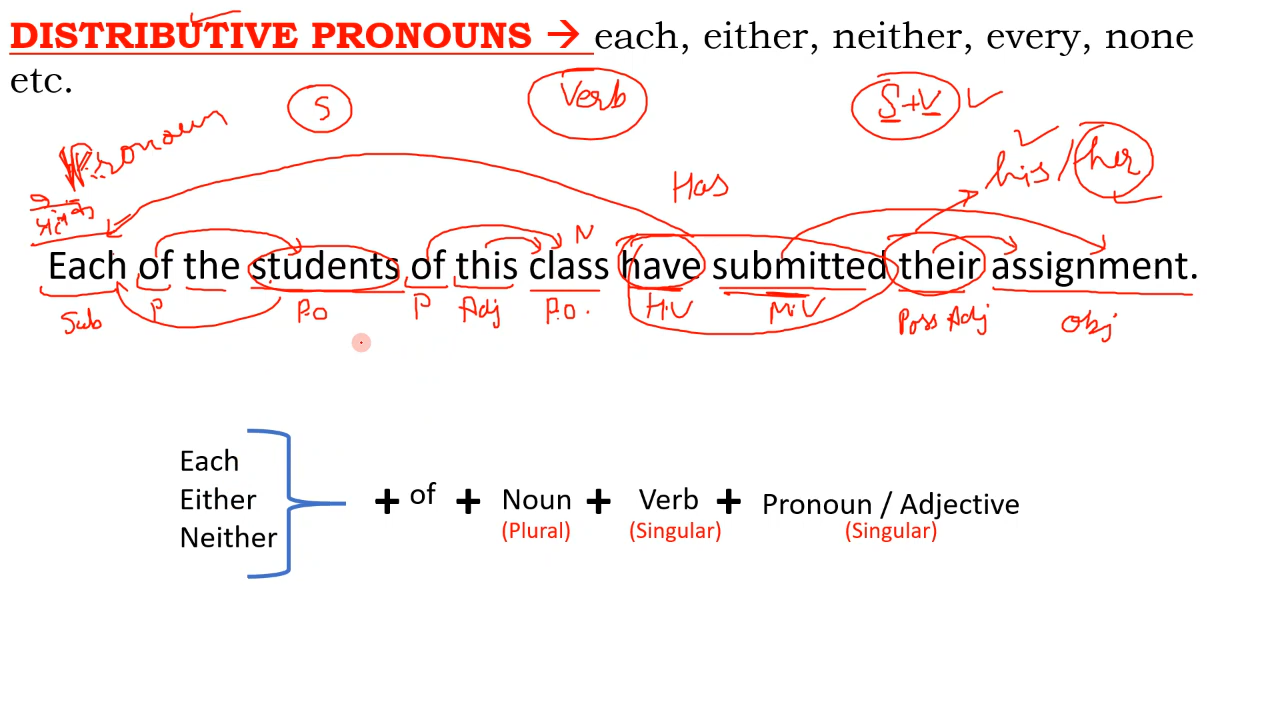 DISTRIBUTIVE PRONOUNS → each, either, neither, every, none
etc.
S
Verb
S+V
Pronoun
Has
his/her
N
Each of the students of this class have submitted their assignment.
Sub P P.O P Adj P.O. H.V M.V Poss Adj Obj
Each
Either
Neither
+ of + Noun + Verb + Pronoun / Adjective
(Plural) (Singular) (Singular)